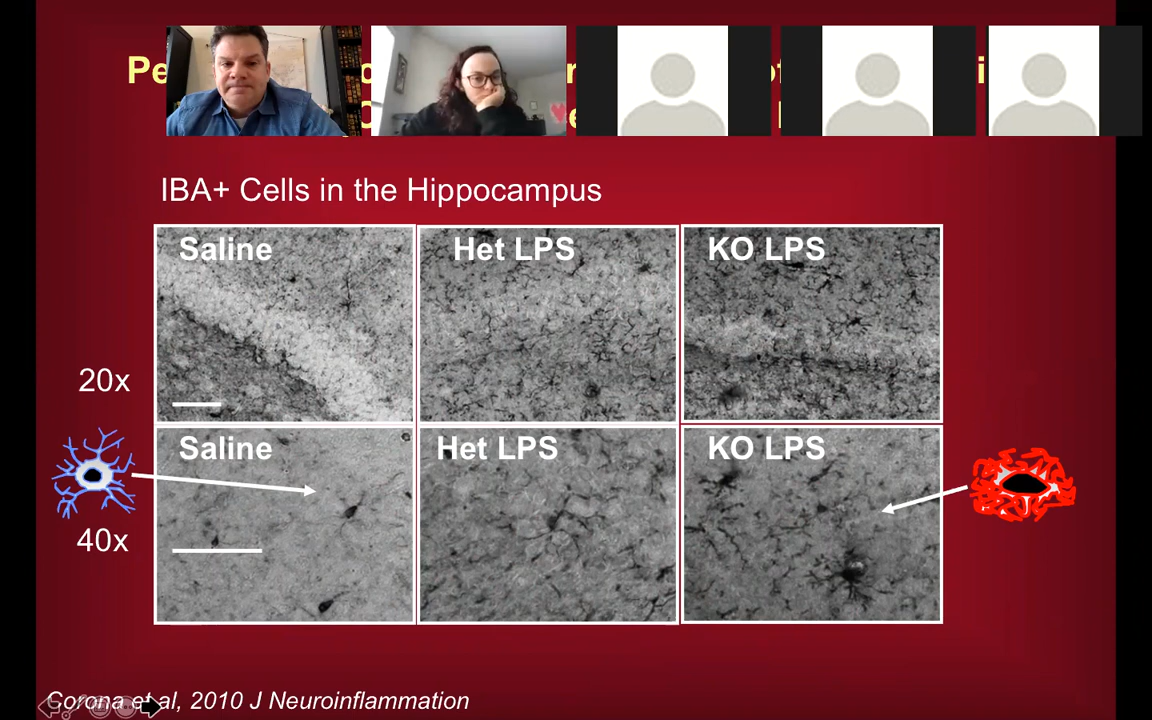 Pe
IBA+ Cells in the Hippocampus
Saline
Het LPS
KO LPS
20x
Saline
Het LPS
KO LPS
40x
Corona et al, 2010 J Neuroinflammation